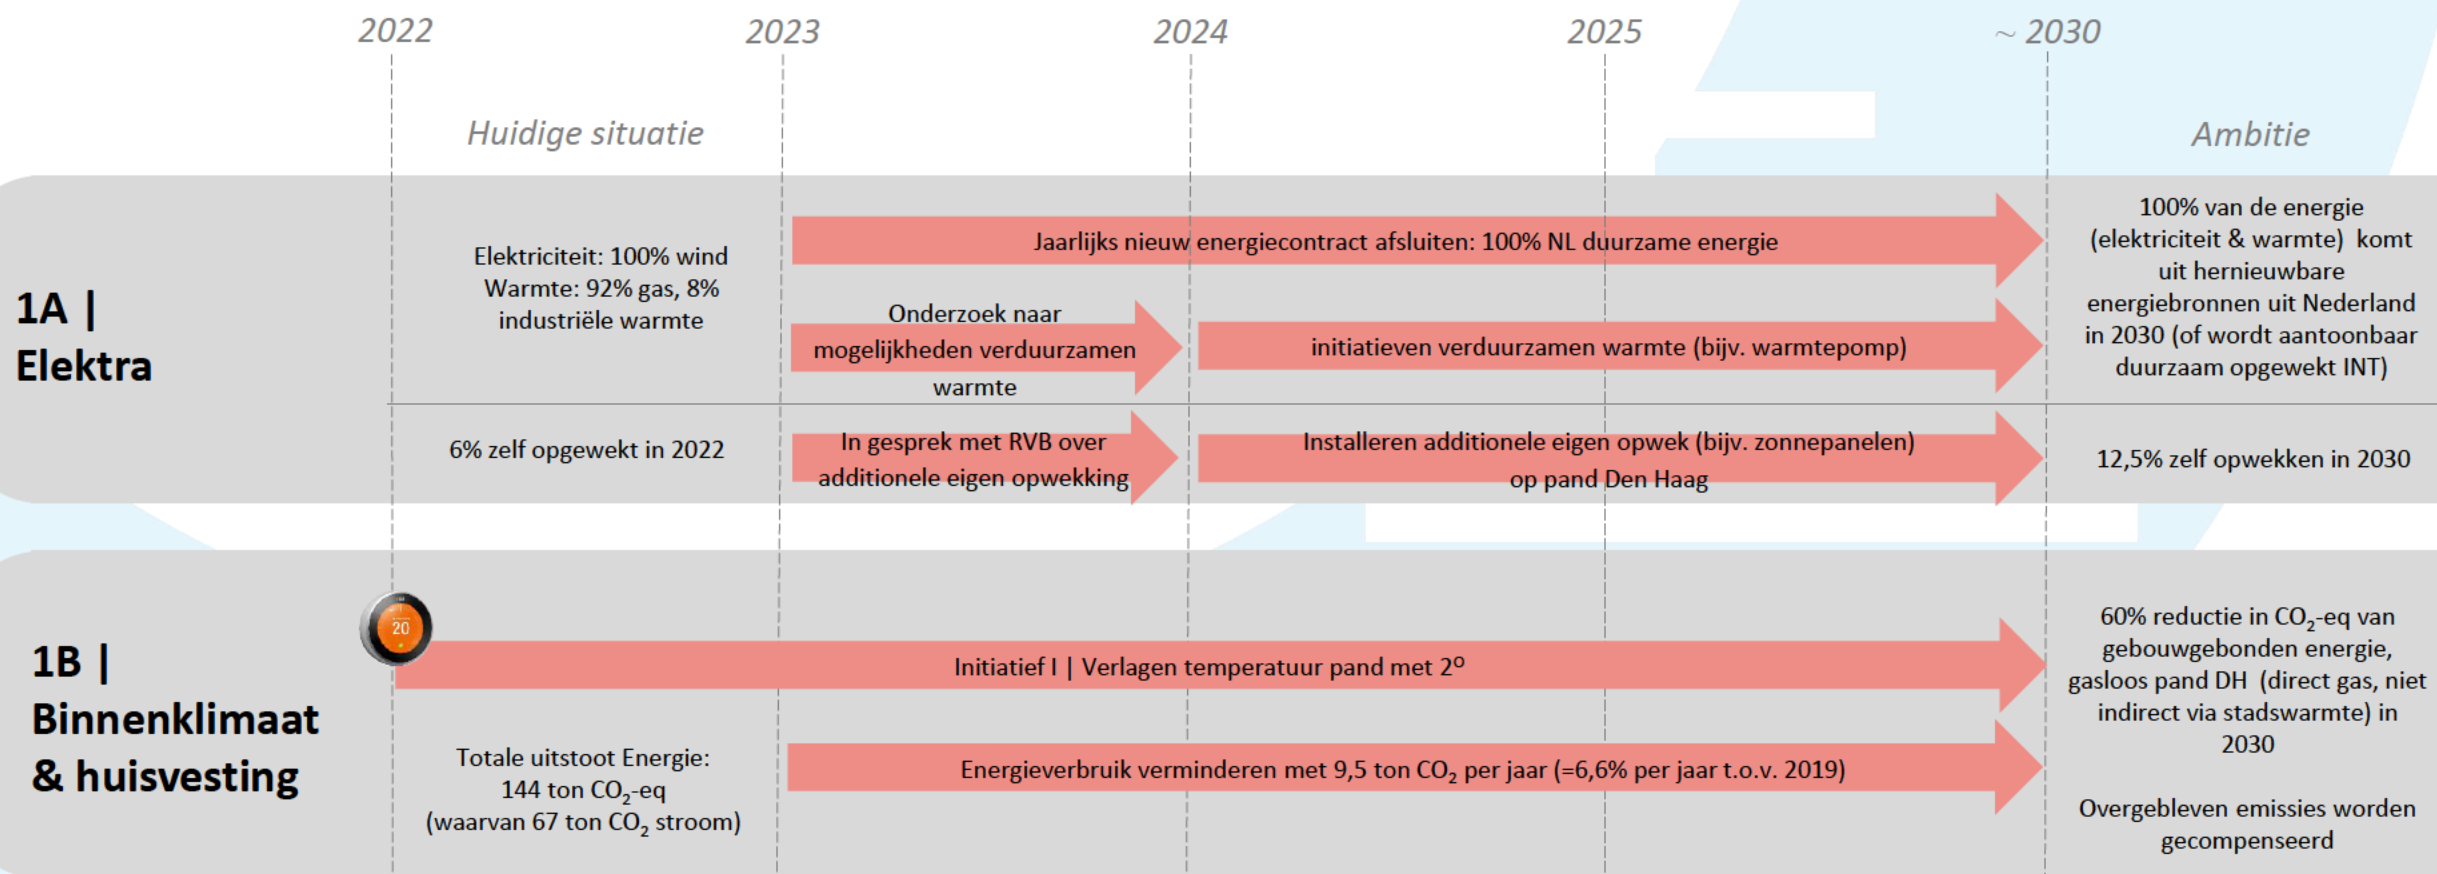 2022
2023
2024
2025
~ 2030
Huidige situatie
Ambitie
1A |
Elektra
Elektriciteit: 100% wind
Warmte: 92% gas, 8%
industriële warmte
Jaarlijks nieuw energiecontract afsluiten: 100% NL duurzame energie
Onderzoek naar
mogelijkheden verduurzamen
warmte
initiatieven verduurzamen warmte (bijv. warmtepomp)
100% van de energie
(elektriciteit & warmte) komt
uit hernieuwbare
energiebronnen uit Nederland
in 2030 (of wordt aantoonbaar
duurzaam opgewekt INT)
6% zelf opgewekt in 2022
In gesprek met RVB over
additionele eigen opwekking
Installeren additionele eigen opwek (bijv. zonnepanelen)
op pand Den Haag
12,5% zelf opwekken in 2030
1B |
Binnenklimaat
& huisvesting
20
Initiatief I | Verlagen temperatuur pand met 2º
Totale uitstoot Energie:
144 ton CO₂-eq
(waarvan 67 ton CO₂ stroom)
Energieverbruik verminderen met 9,5 ton CO₂ per jaar (=6,6% per jaar t.o.v. 2019)
60% reductie in CO₂-eq van
gebouwgebonden energie,
gasloos pand DH (direct gas, niet
indirect via stadswarmte) in
2030
Overgebleven emissies worden
gecompenseerd